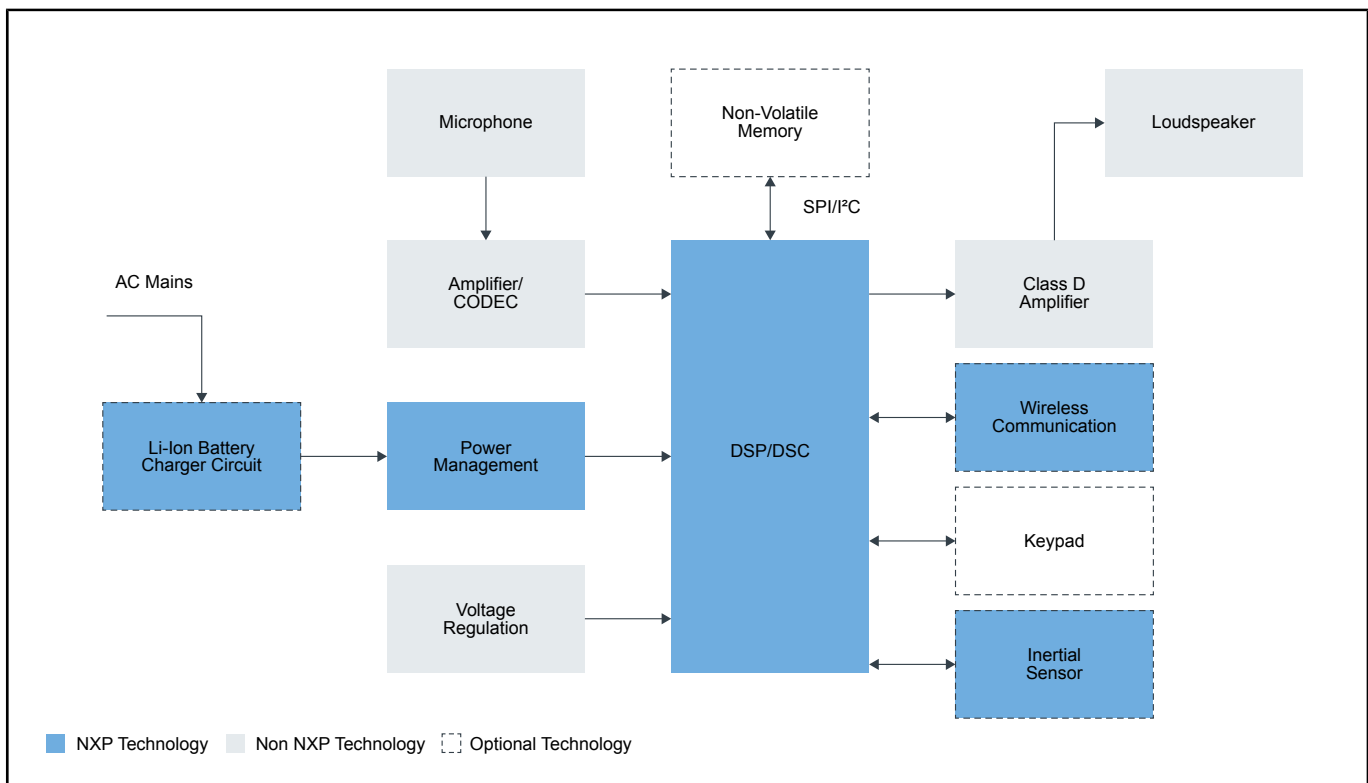 Microphone
Non-Volatile
Memory
Loudspeaker
SPI/I²C
AC Mains
Amplifier/
CODEC
Class D
Amplifier
Li-Ion Battery
Charger Circuit
Power
Management
DSP/DSC
Wireless
Communication
Keypad
Voltage
Regulation
Inertial
Sensor
NXP Technology
Non NXP Technology
Optional Technology